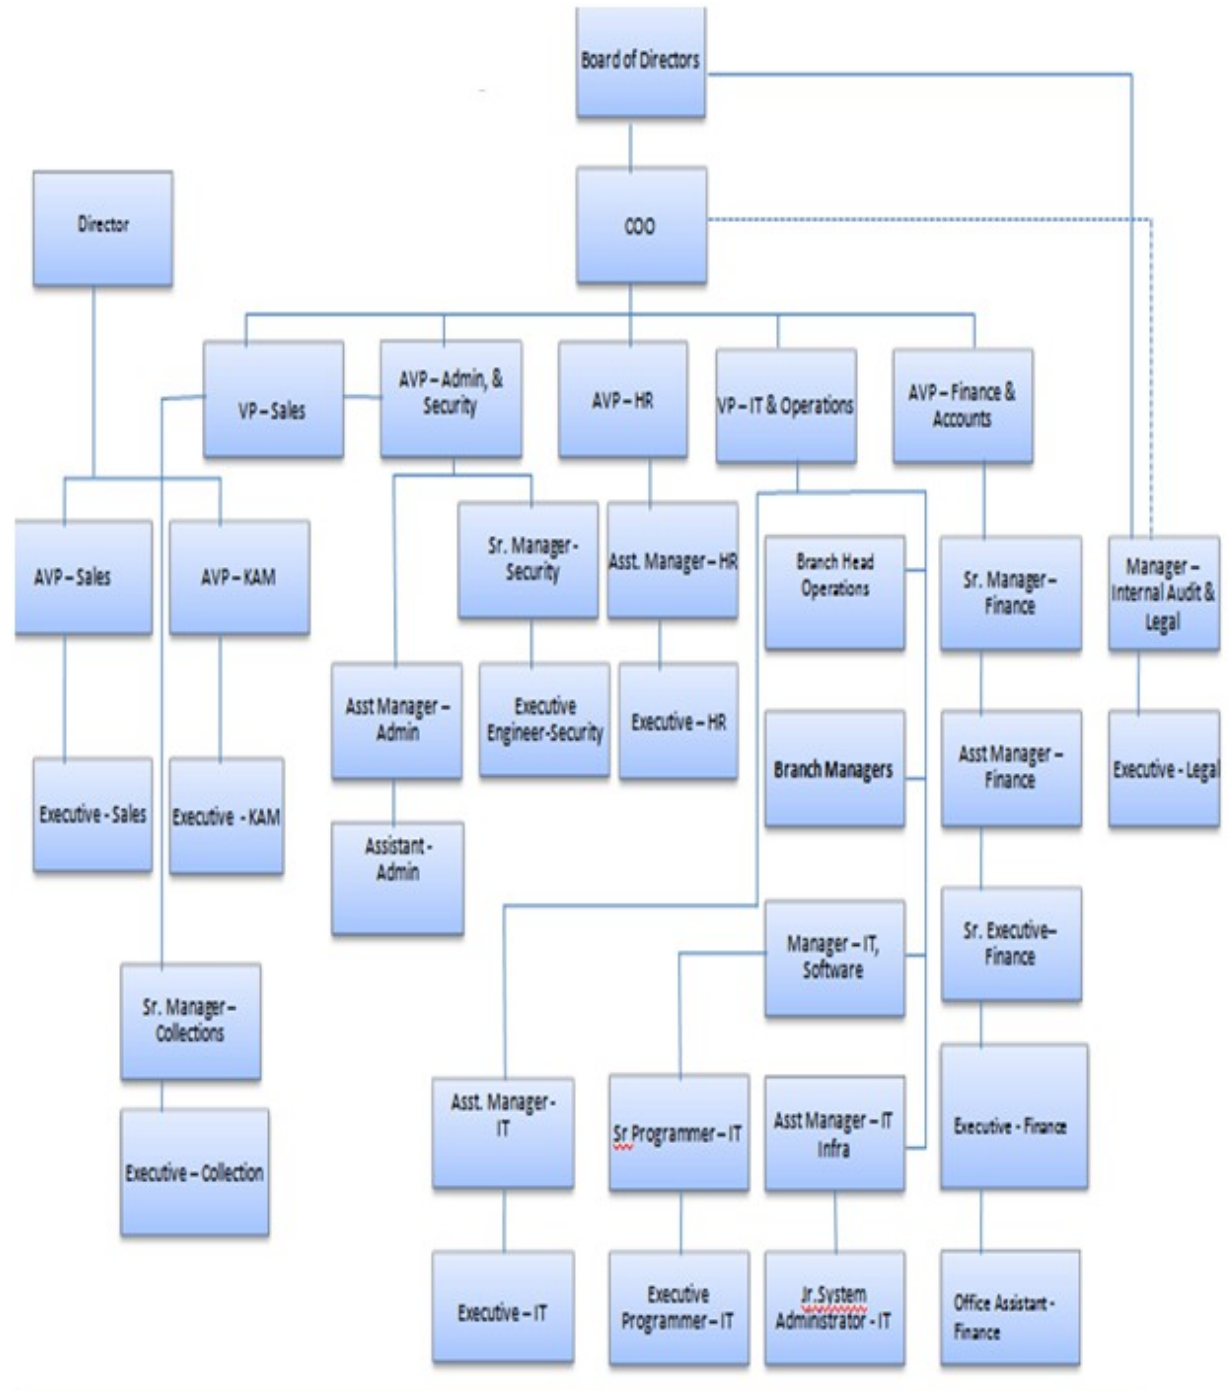 Board of Directors
Director
COO
VP – Sales
AVP – Admin, &
Security
AVP – HR
VP – IT & Operations
AVP – Finance &
Accounts
AVP – Sales
AVP – KAM
Sr. Manager -
Security
Asst. Manager – HR
Branch Head
Operations
Sr. Manager –
Finance
Manager –
Internal Audit &
Legal
Asst Manager –
Admin
Executive
Engineer-Security
Executive – HR
Branch Managers
Asst Manager –
Finance
Executive - Legal
Executive - Sales
Executive - KAM
Assistant -
Admin
Manager – IT,
Software
Sr. Executive–
Finance
Sr. Manager –
Collections
Asst. Manager -
IT
Sr Programmer – IT
Asst Manager – IT
Infra
Executive - Finance
Executive – Collection
Executive – IT
Executive
Programmer – IT
Jr.System
Administrator - IT
Office Assistant -
Finance